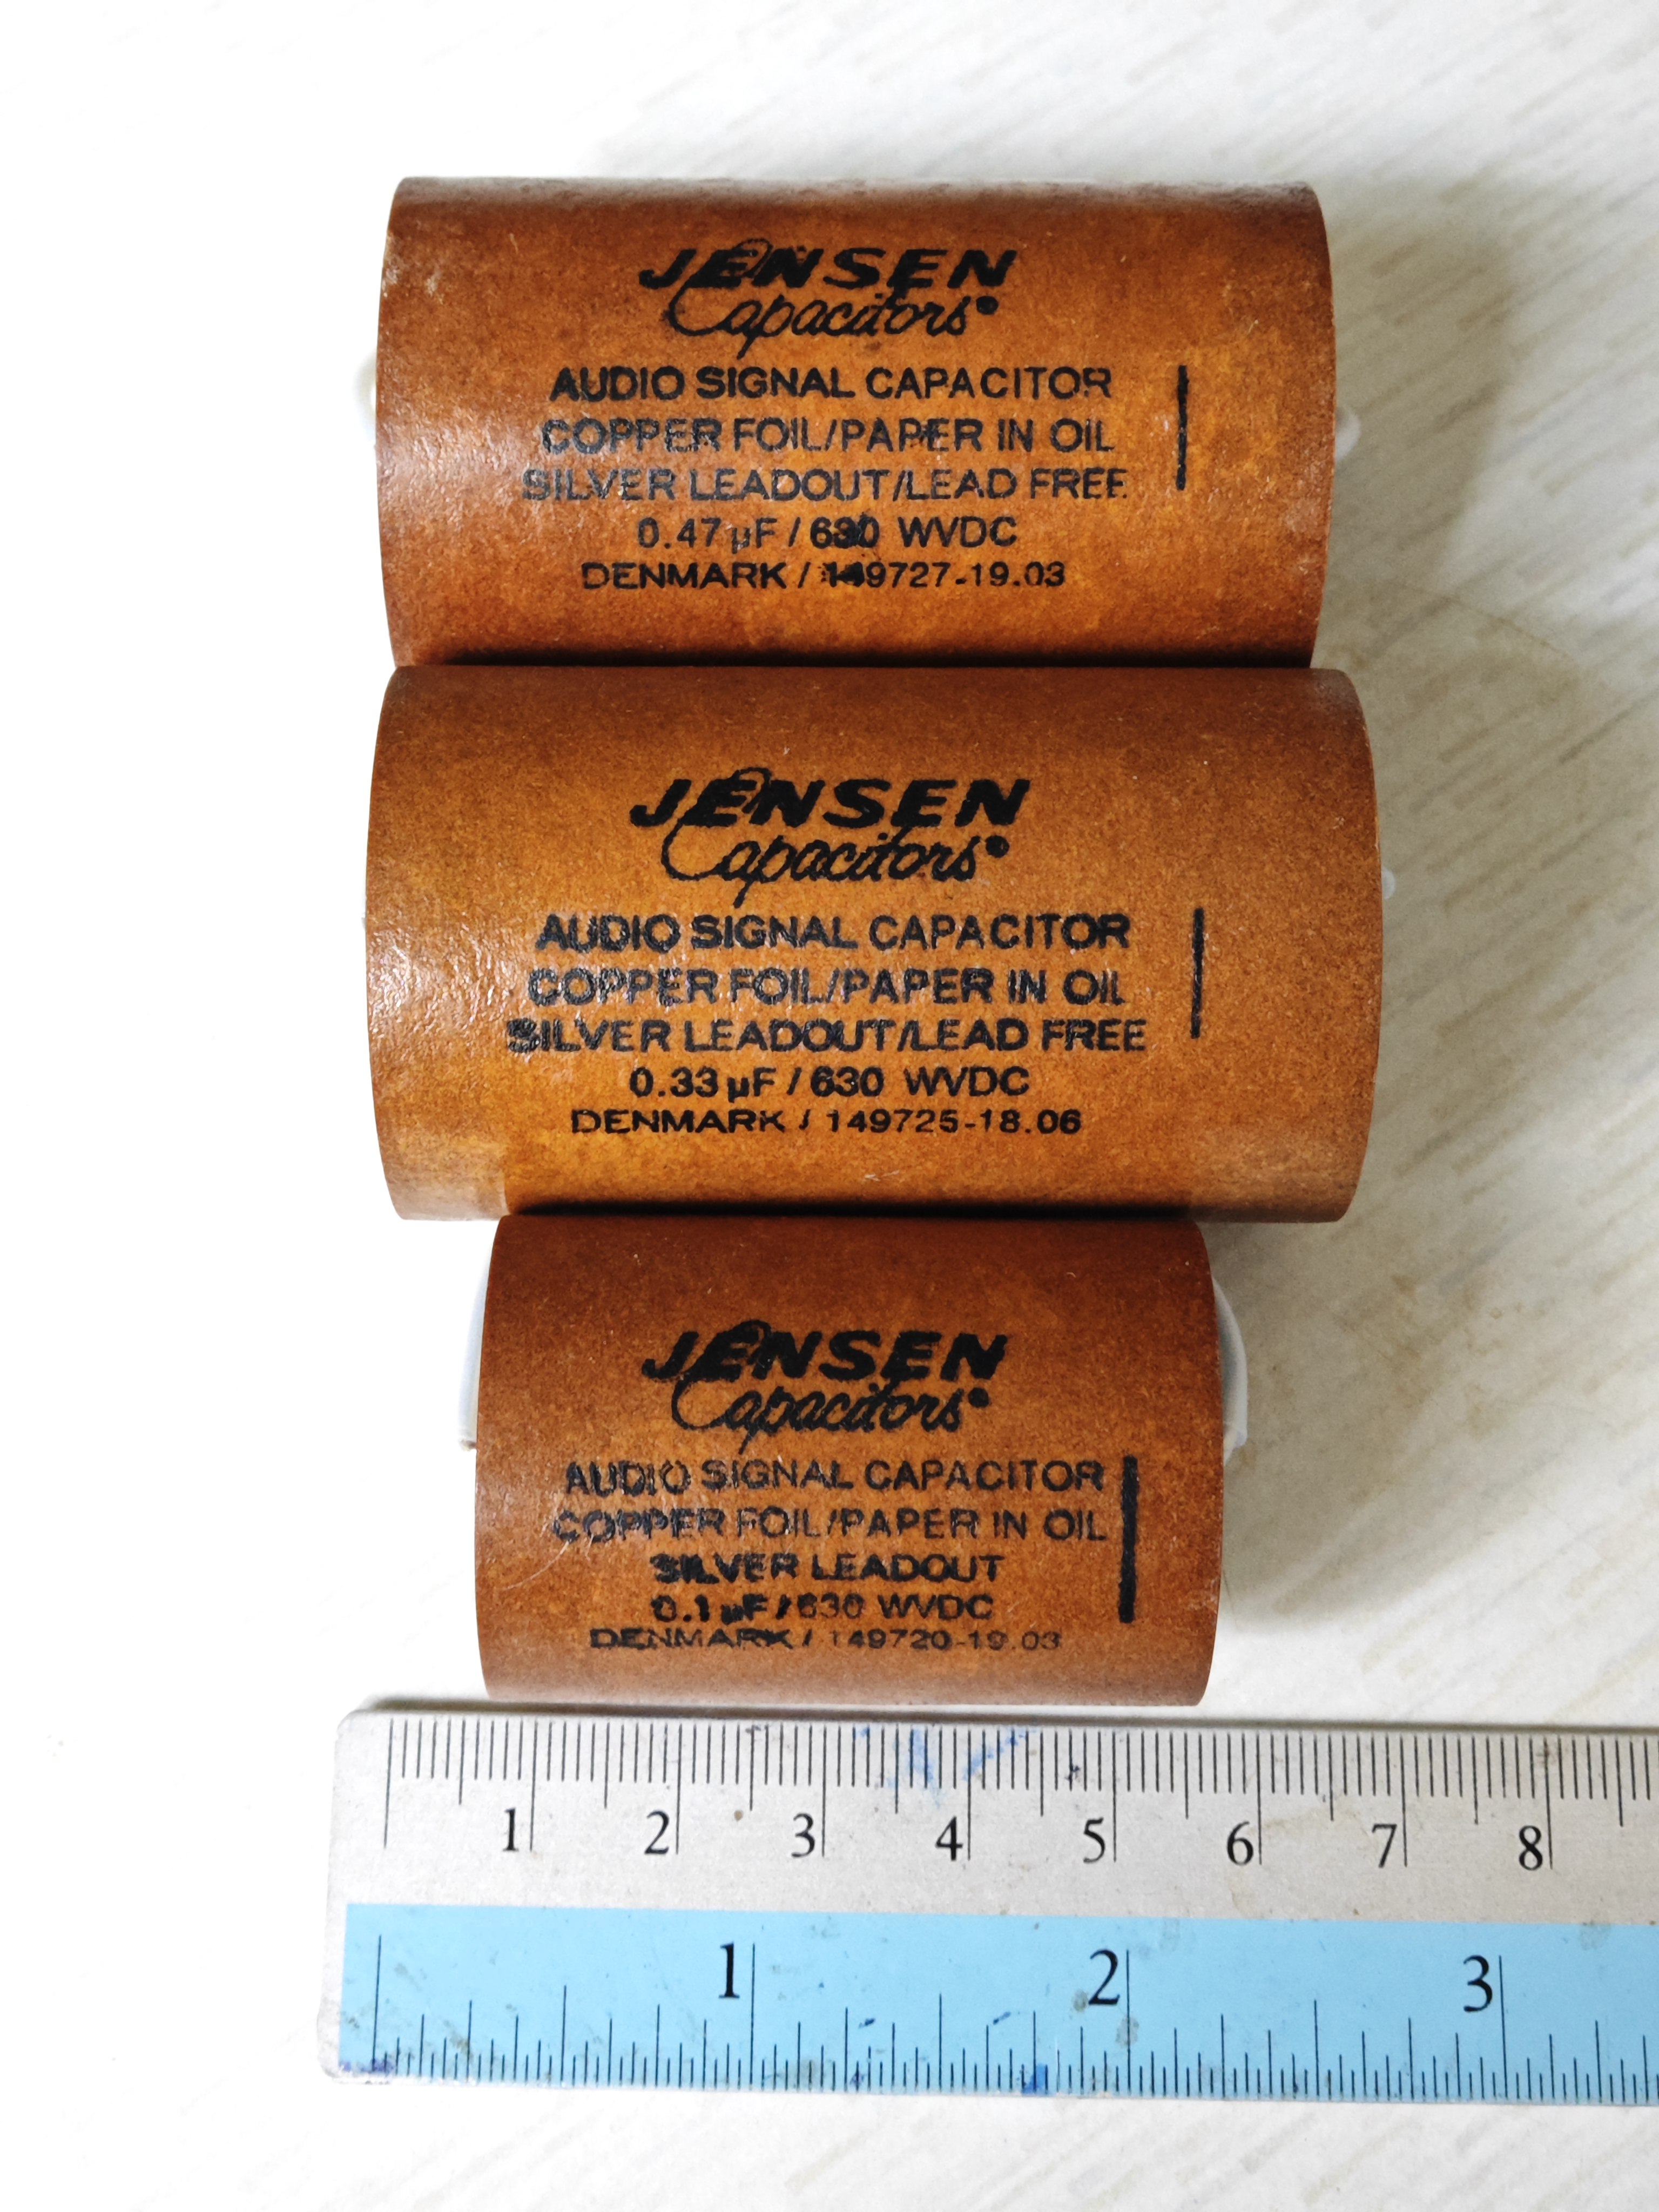 JENSEN
Capacitors®
AUDIO SIGNAL CAPACITOR
COPPER FOIL/PAPER IN OIL
SILVER LEADOUT/LEAD FREE
0.47 µF / 630 WVDC
DENMARK / 149727-19.03
JENSEN
Capacitors®
AUDIO SIGNAL CAPACITOR
COPPER FOIL/PAPER IN OIL
SILVER LEADOUT/LEAD FREE
0.33 µF / 630 WVDC
DENMARK / 149725-18.06
JENSEN
Capacitors®
AUDIO SIGNAL CAPACITOR
COPPER FOIL/PAPER IN OIL
SILVER LEADOUT
0.1 µF / 630 WVDC
DENMARK / 149720-19.03
1 2 3 4 5 6 7 8
1 2 3